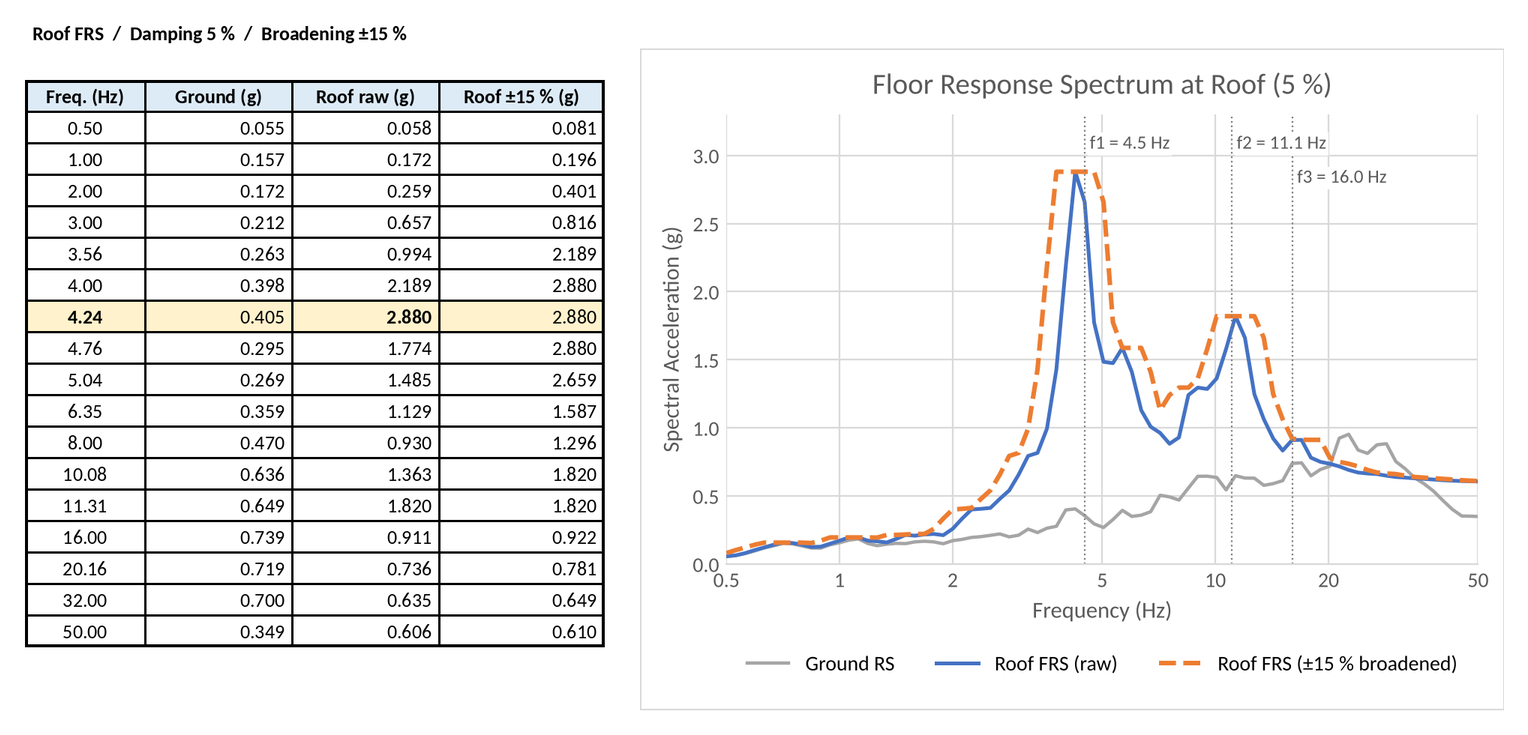 Roof FRS / Damping 5 % / Broadening ±15 %
Freq. (Hz) Ground (g) Roof raw (g) Roof ±15 % (g)
0.50 0.055 0.058 0.081
1.00 0.157 0.172 0.196
2.00 0.172 0.259 0.401
3.00 0.212 0.657 0.816
3.56 0.263 0.994 2.189
4.00 0.398 2.189 2.880
4.24 0.405 2.880 2.880
4.76 0.295 1.774 2.880
5.04 0.269 1.485 2.659
6.35 0.359 1.129 1.587
8.00 0.470 0.930 1.296
10.08 0.636 1.363 1.820
11.31 0.649 1.820 1.820
16.00 0.739 0.911 0.922
20.16 0.719 0.736 0.781
32.00 0.700 0.635 0.649
50.00 0.349 0.606 0.610
Floor Response Spectrum at Roof (5 %)
f1 = 4.5 Hz
f2 = 11.1 Hz
f3 = 16.0 Hz
Spectral Acceleration (g)
3.0
2.5
2.0
1.5
1.0
0.5
0.0
0.5 1 2 5 10 20 50
Frequency (Hz)
Ground RS Roof FRS (raw) Roof FRS (±15 % broadened)